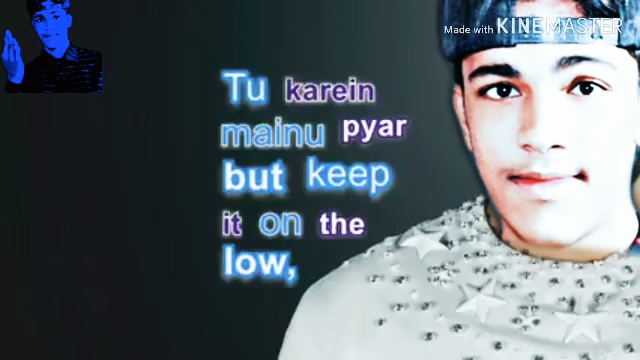 Made with KINEMASTER
Tu karein
mainu pyar
but keep
it on the
low,